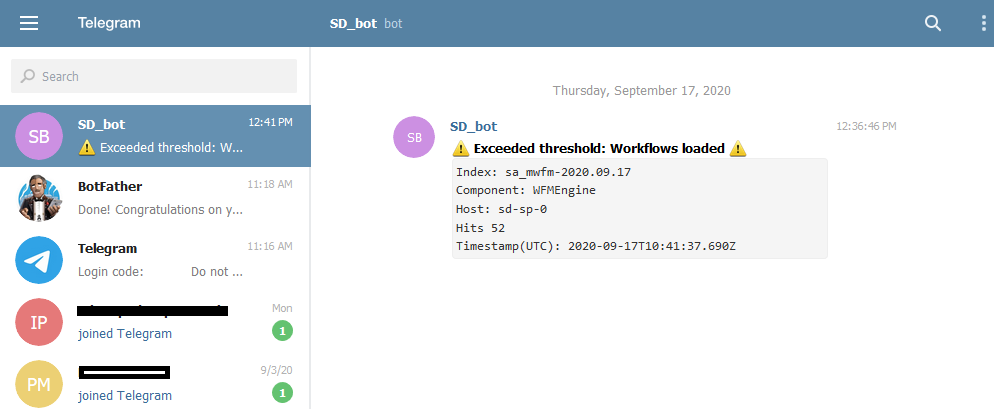 Telegram
SD_bot bot
Search
SB
SD_bot
12:41 PM
⚠️ Exceeded threshold: W...
BotFather
11:18 AM
Done! Congratulations on y...
Telegram
11:16 AM
Login code: Do not ...
IP
Mon
joined Telegram
1
PM
9/3/20
joined Telegram
1
Thursday, September 17, 2020
SB
SD_bot
12:36:46 PM
⚠️ Exceeded threshold: Workflows loaded ⚠️
Index: sa_mwfm-2020.09.17
Component: WFMEngine
Host: sd-sp-0
Hits 52
Timestamp(UTC): 2020-09-17T10:41:37.690Z